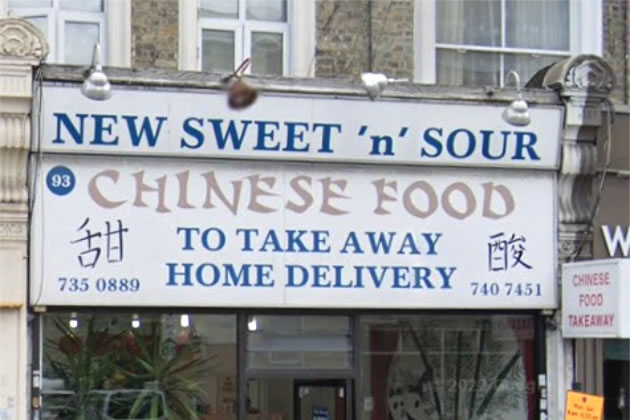 NEW SWEET 'n' SOUR
93
CHINESE FOOD
甜
TO TAKE AWAY
HOME DELIVERY
酸
735 0889
740 7451
CHINESE
FOOD
TAKEAWAY
W